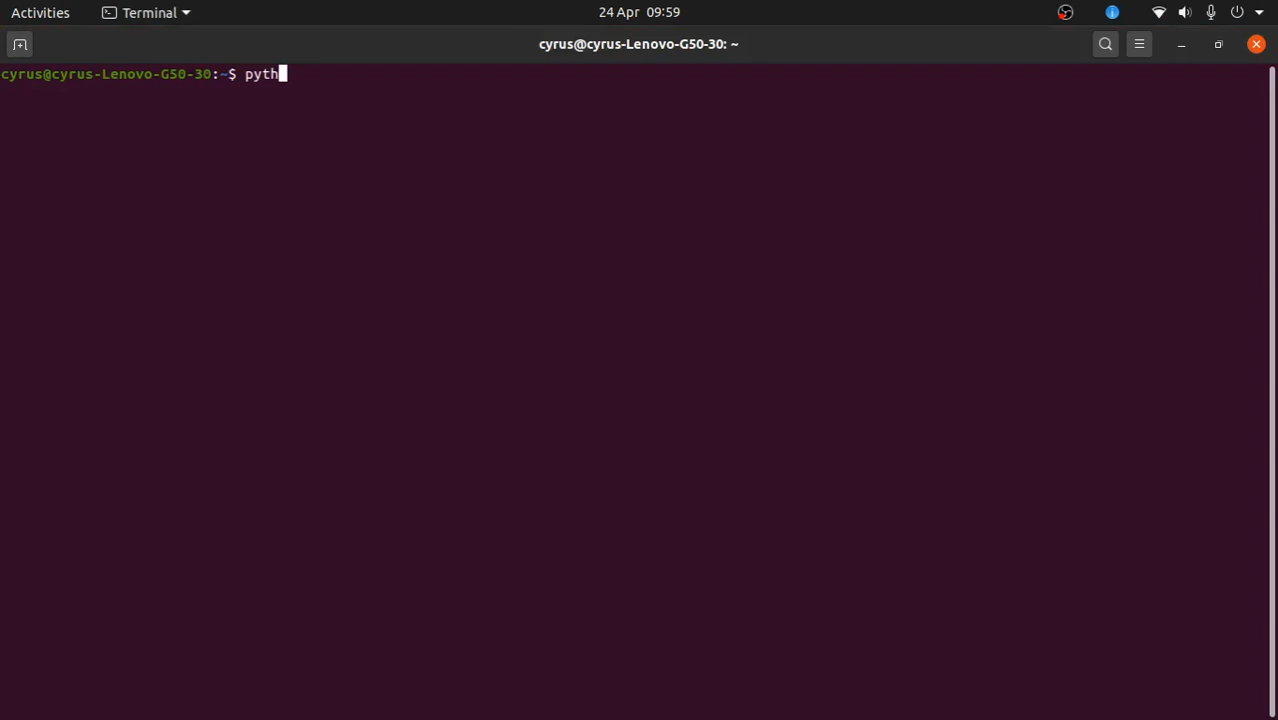 Activities Terminal 24 Apr 09:59
cyrus@cyrus-Lenovo-G50-30: ~
cyrus@cyrus-Lenovo-G50-30:~$ pyth